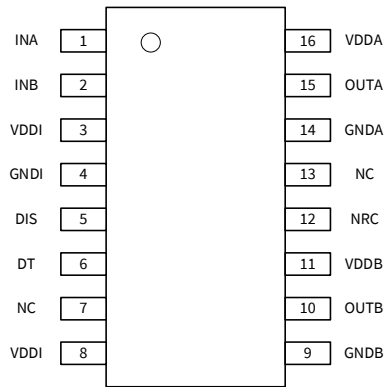 INA 1 16 VDDA
INB 2 15 OUTA
VDDI 3 14 GNDA
GNDI 4 13 NC
DIS 5 12 NRC
DT 6 11 VDDB
NC 7 10 OUTB
VDDI 8 9 GNDB